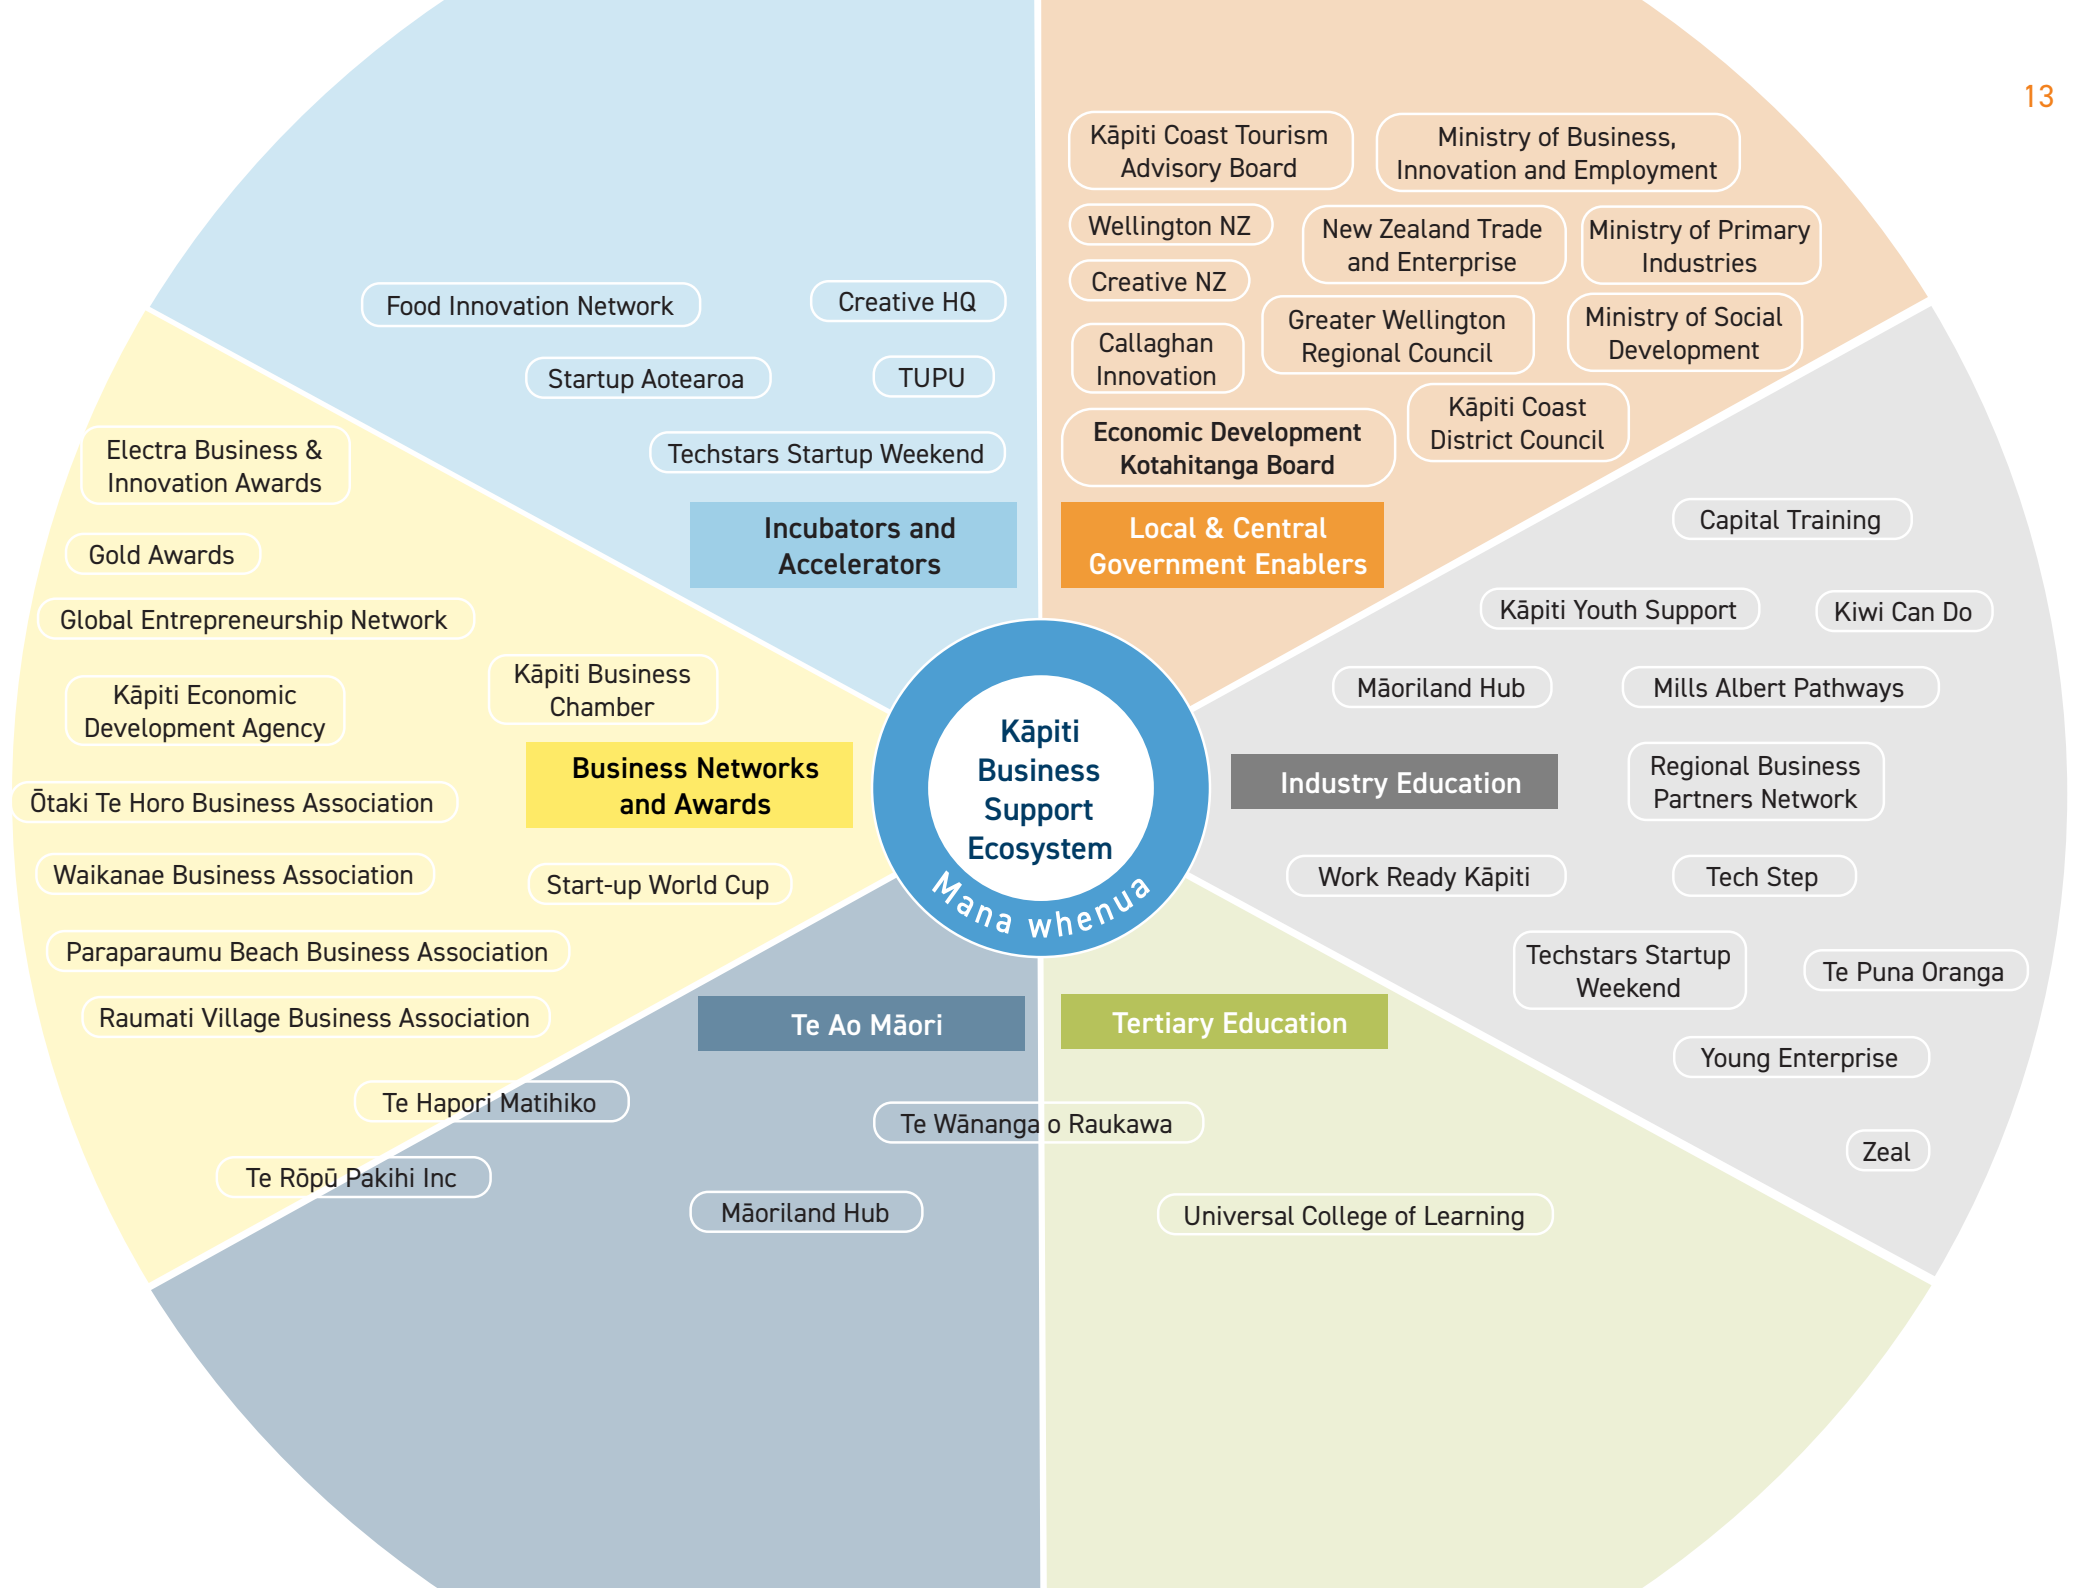 13
Kāpiti Coast Tourism
Advisory Board
Ministry of Business,
Innovation and Employment
Wellington NZ
New Zealand Trade
and Enterprise
Ministry of Primary
Industries
Creative NZ
Greater Wellington
Regional Council
Ministry of Social
Development
Callaghan
Innovation
Kāpiti Coast
District Council
Economic Development
Kotahitanga Board
Local & Central
Government Enablers
Food Innovation Network
Creative HQ
Startup Aotearoa
TUPU
Techstars Startup Weekend
Incubators and
Accelerators
Electra Business &
Innovation Awards
Gold Awards
Global Entrepreneurship Network
Kāpiti Economic
Development Agency
Kāpiti Business
Chamber
Business Networks
and Awards
Ōtaki Te Horo Business Association
Waikanae Business Association
Start-up World Cup
Paraparaumu Beach Business Association
Raumati Village Business Association
Te Hapori Matihiko
Te Rōpū Pakihi Inc
Kāpiti
Business
Support
Ecosystem
Mana whenua
Capital Training
Kāpiti Youth Support
Kiwi Can Do
Māoriland Hub
Mills Albert Pathways
Industry Education
Regional Business
Partners Network
Work Ready Kāpiti
Tech Step
Techstars Startup
Weekend
Te Puna Oranga
Young Enterprise
Zeal
Te Ao Māori
Te Wānanga o Raukawa
Māoriland Hub
Tertiary Education
Universal College of Learning